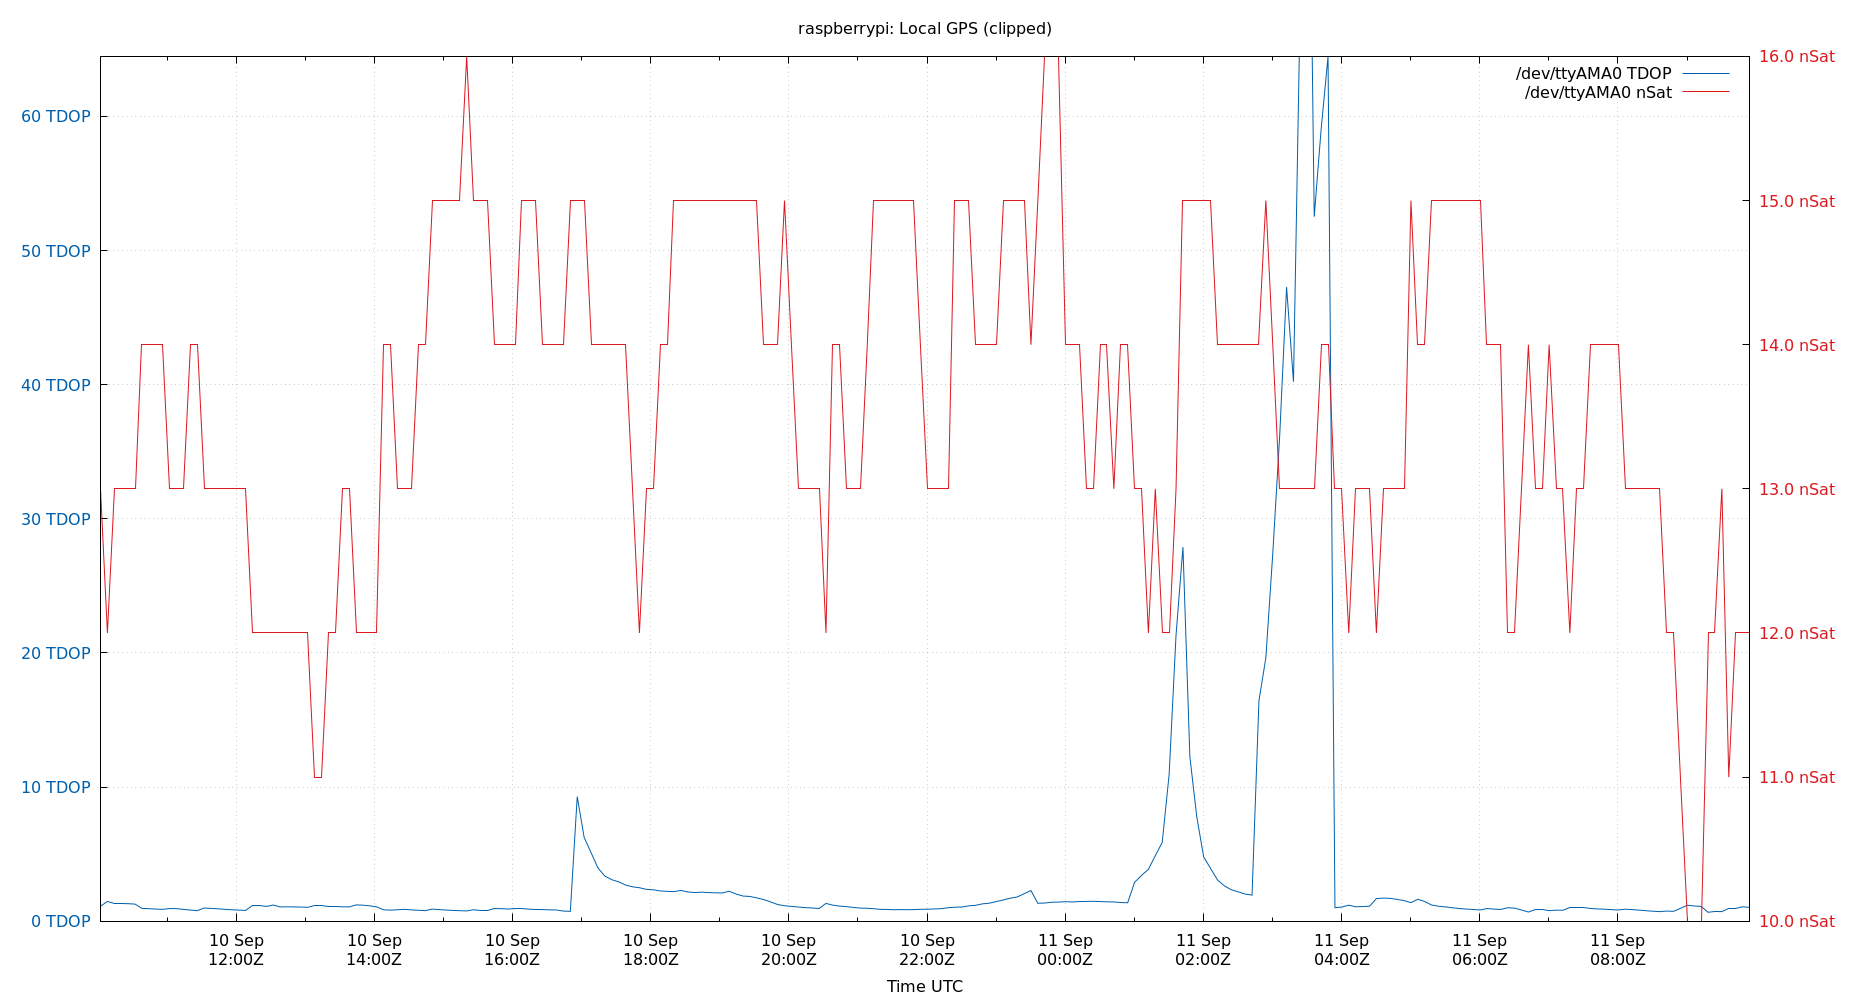 raspberrypi: Local GPS (clipped)
16.0 nSat
/dev/ttyAMA0 TDOP
/dev/ttyAMA0 nSat
60 TDOP
15.0 nSat
50 TDOP
14.0 nSat
40 TDOP
13.0 nSat
30 TDOP
12.0 nSat
20 TDOP
11.0 nSat
10 TDOP
0 TDOP
10.0 nSat
10 Sep 10 Sep 10 Sep 10 Sep 10 Sep 10 Sep 11 Sep 11 Sep 11 Sep 11 Sep 11 Sep
12:00Z 14:00Z 16:00Z 18:00Z 20:00Z 22:00Z 00:00Z 02:00Z 04:00Z 06:00Z 08:00Z
Time UTC